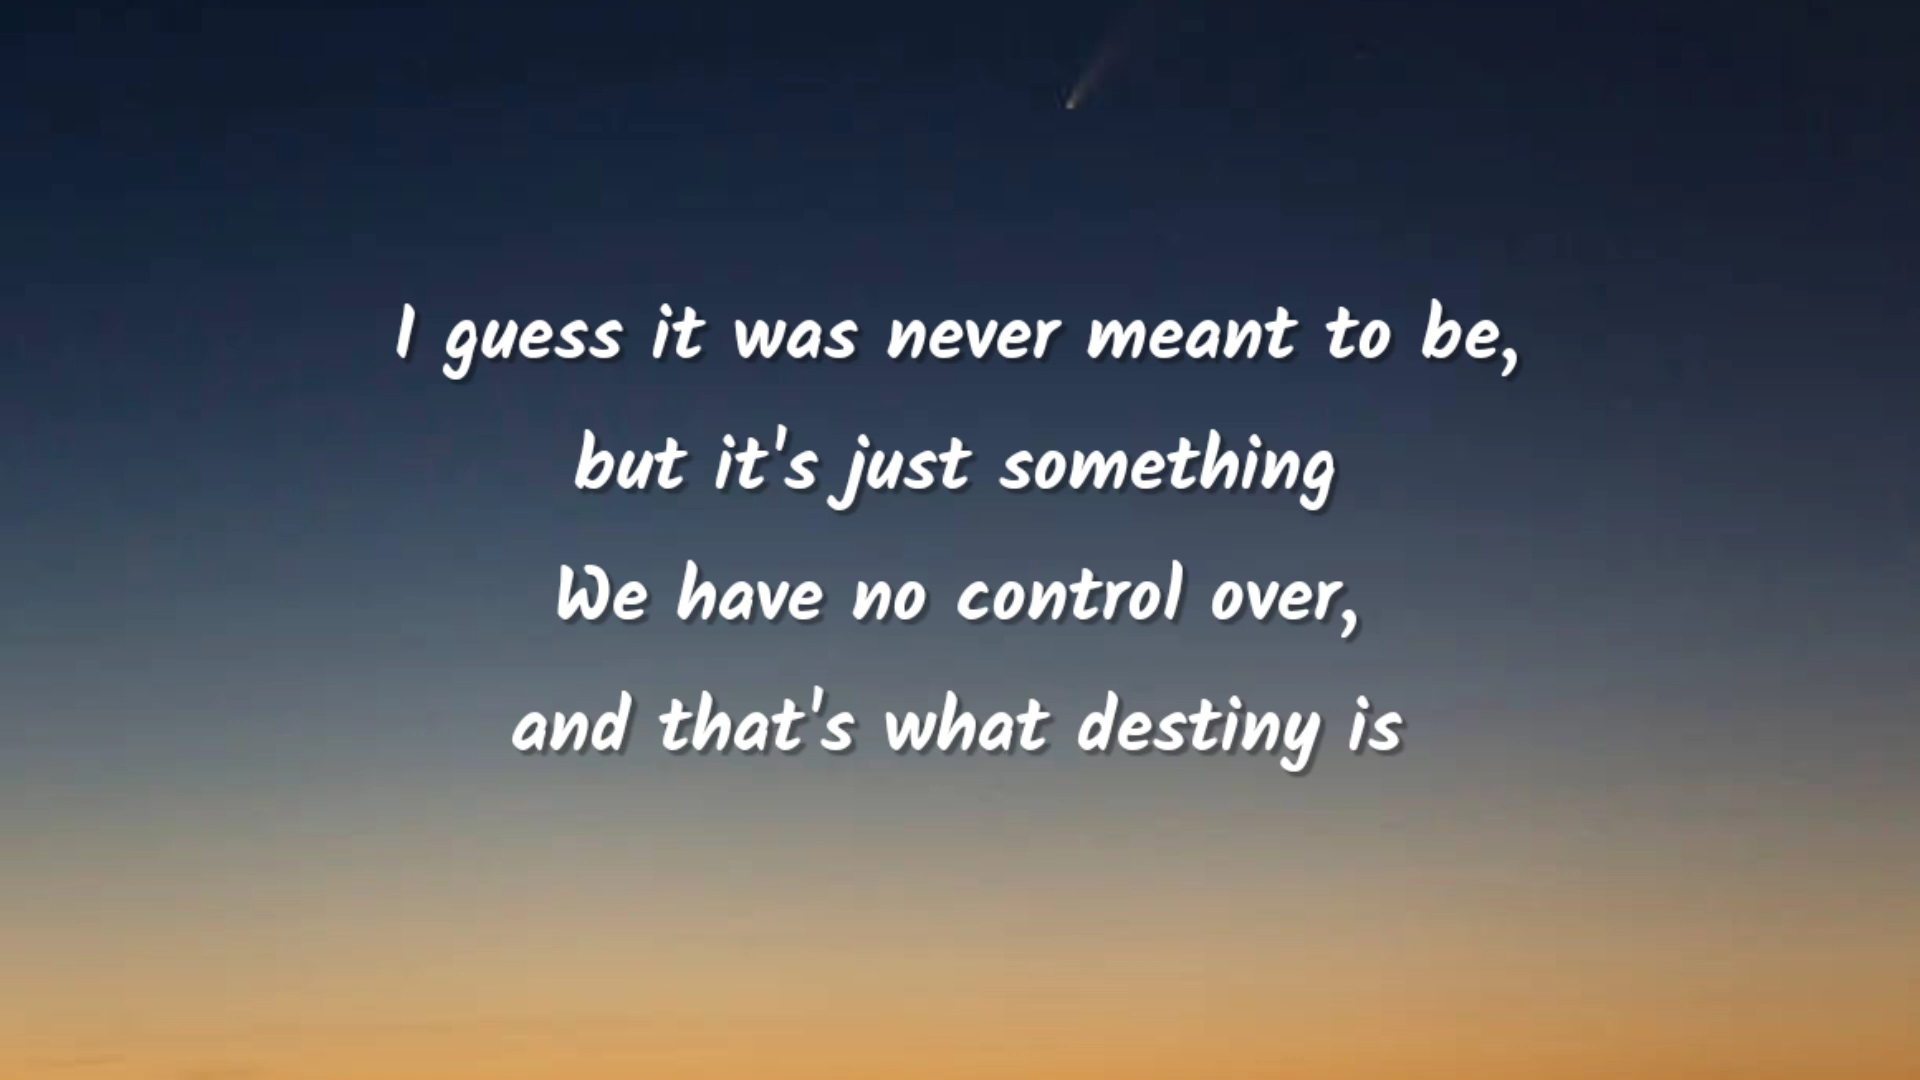 I guess it was never meant to be,
but it's just something
We have no control over,
and that's what destiny is